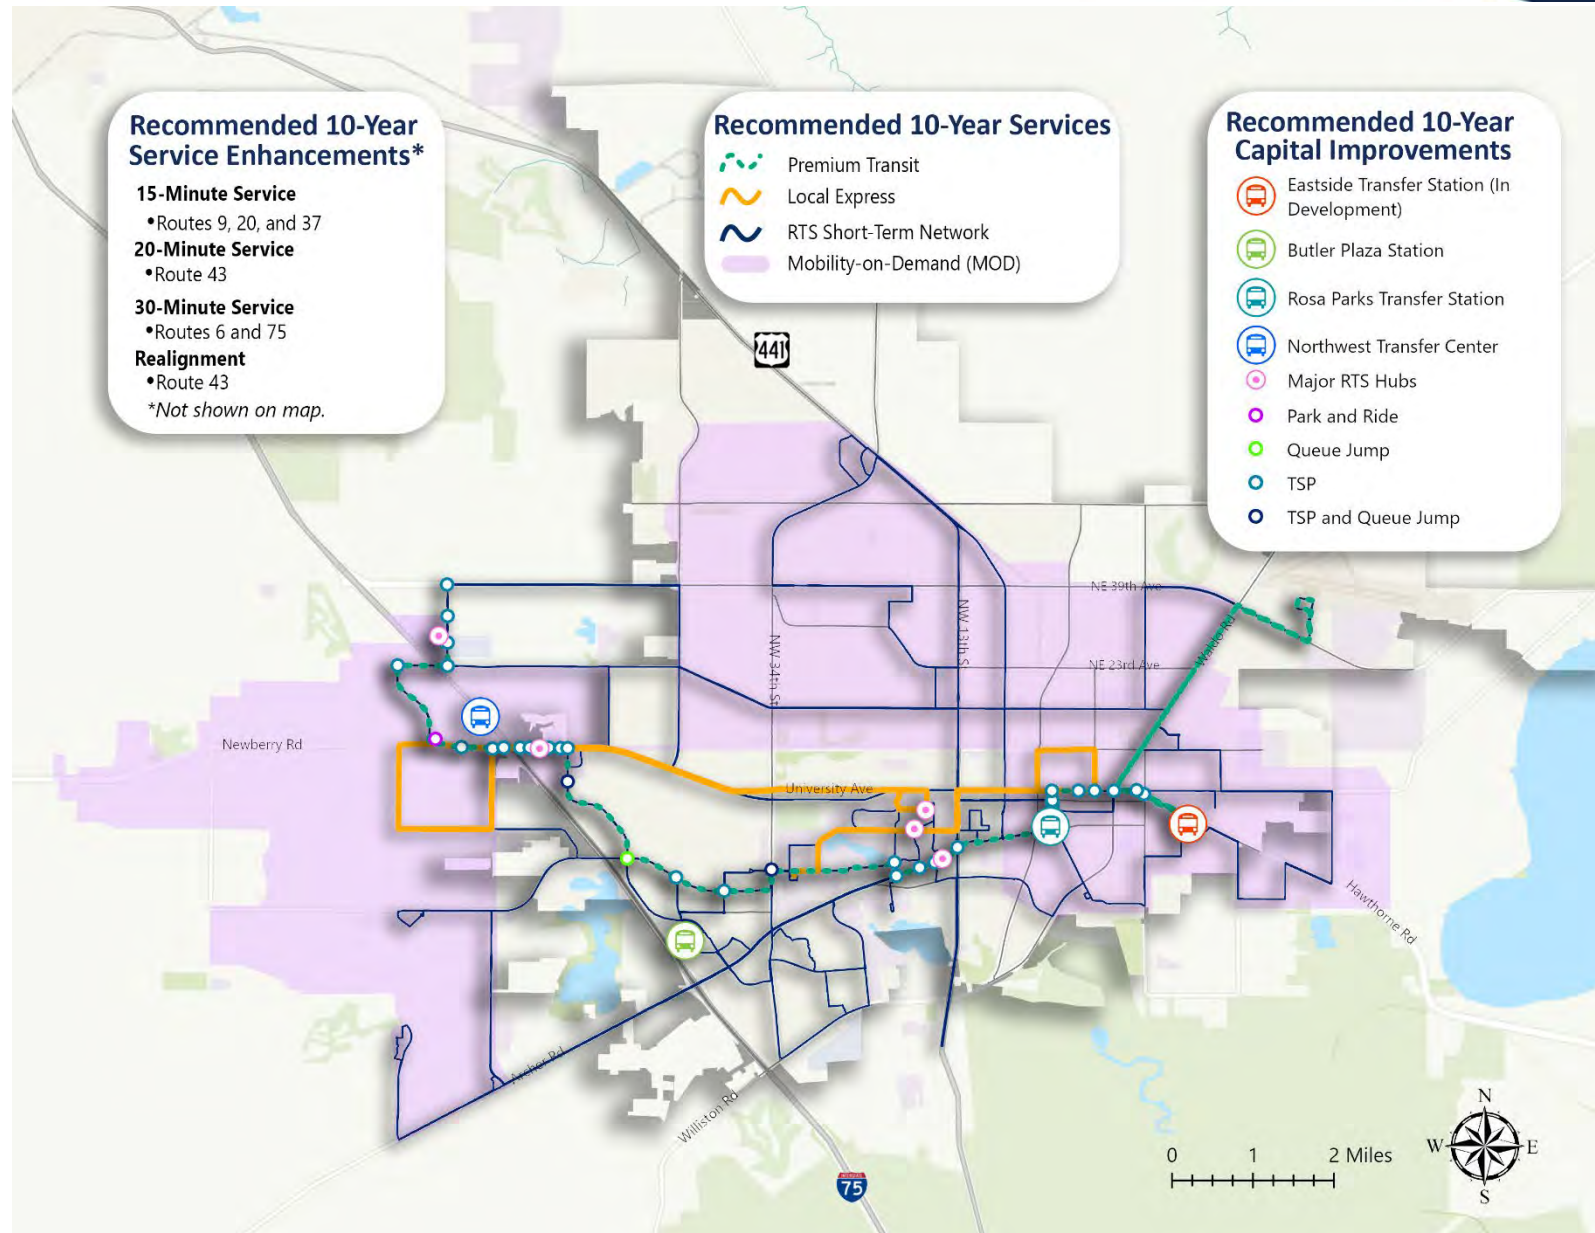 Recommended 10-Year
Service Enhancements*
15-Minute Service
•Routes 9, 20, and 37
20-Minute Service
•Route 43
30-Minute Service
•Routes 6 and 75
Realignment
•Route 43
*Not shown on map.
Recommended 10-Year Services
Premium Transit
Local Express
RTS Short-Term Network
Mobility-on-Demand (MOD)
Recommended 10-Year
Capital Improvements
Eastside Transfer Station (In
Development)
Butler Plaza Station
Rosa Parks Transfer Station
Northwest Transfer Center
Major RTS Hubs
Park and Ride
Queue Jump
TSP
TSP and Queue Jump
441
NE 39th Ave
NW 13th S
Waldo Rd
NW 34th St
NE 23rd Ave
Newberry Rd
University Ave
Hawthorne Rd
Archer Rd
Williston Rd
75
0 1 2 Miles
N
W E
S